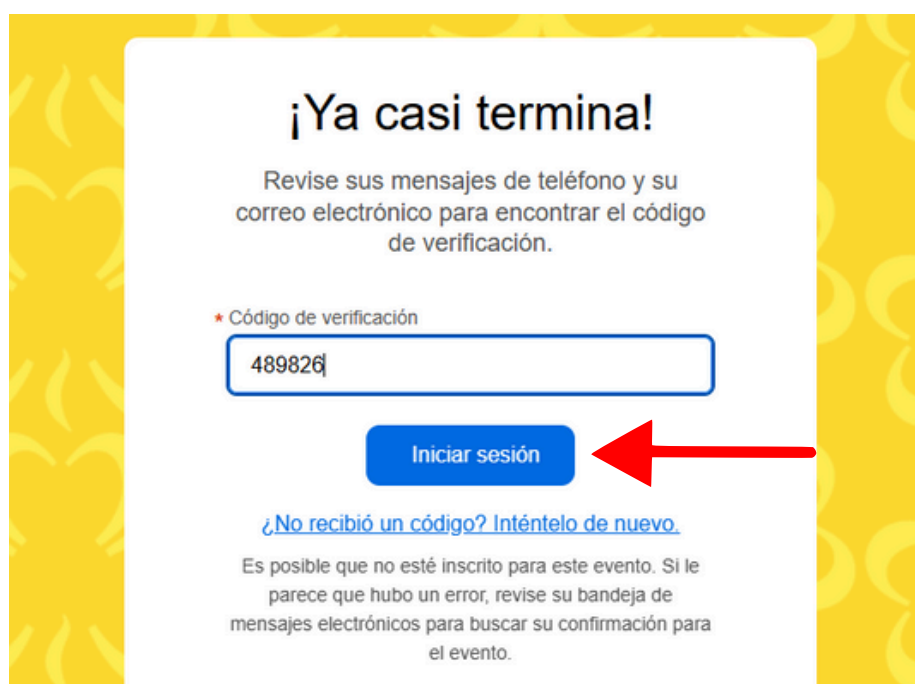 ¡Ya casi termina!
Revise sus mensajes de teléfono y su
correo electrónico para encontrar el código
de verificación.
* Código de verificación
489826
Iniciar sesión
¿No recibió un código? Inténtelo de nuevo.
Es posible que no esté inscrito para este evento. Si le
parece que hubo un error, revise su bandeja de
mensajes electrónicos para buscar su confirmación para
el evento.